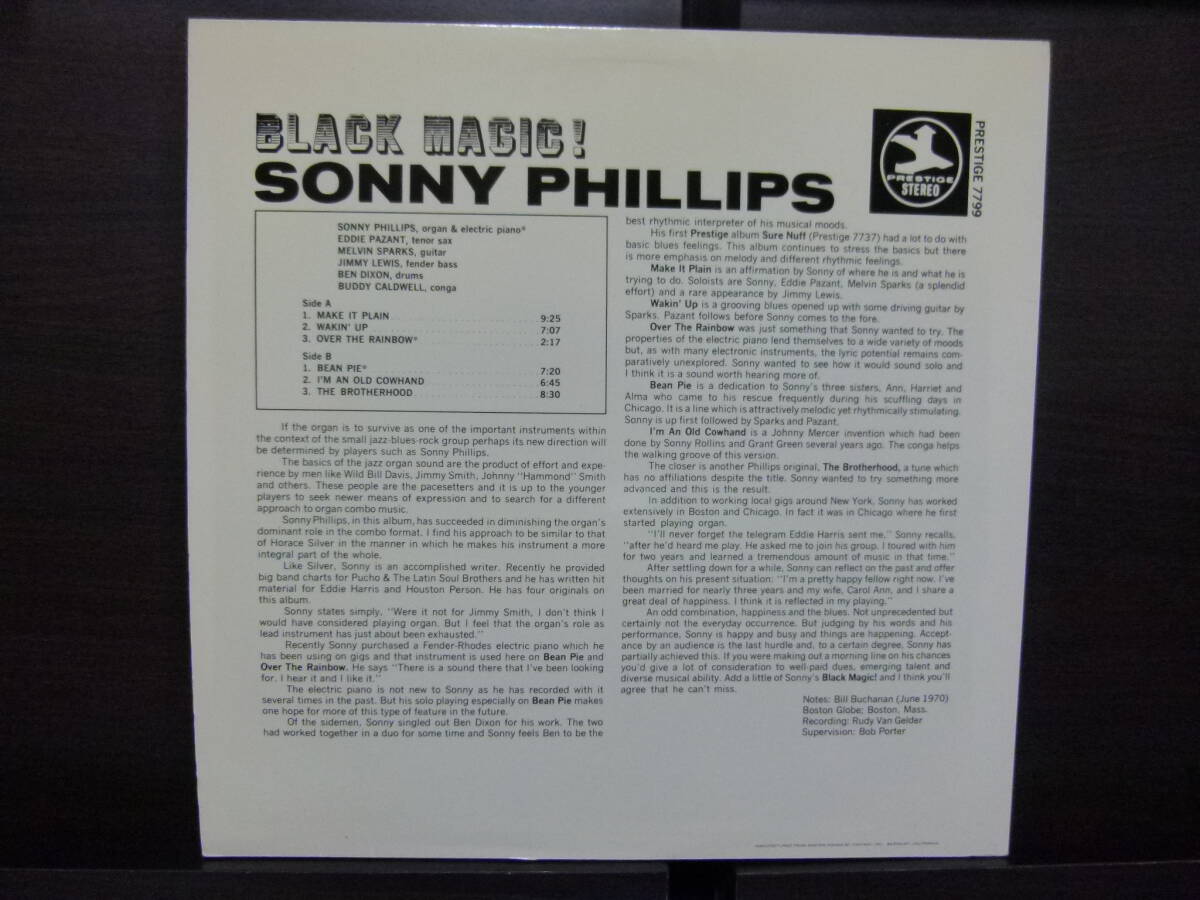 BLACK MAGIC!
SONNY PHILLIPS
PRESTIGE
STEREO
PRESTIGE 7799
SONNY PHILLIPS, organ & electric piano*
EDDIE PAZANT, tenor sax
MELVIN SPARKS, guitar
JIMMY LEWIS, fender bass
BEN DIXON, drums
BUDDY CALDWELL, conga
Side A
1. MAKE IT PLAIN 9:25
2. WAKIN' UP 7:07
3. OVER THE RAINBOW* 2:17
Side B
1. BEAN PIE* 7:20
2. I'M AN OLD COWHAND 6:45
3. THE BROTHERHOOD 8:30
If the organ is to survive as one of the important instruments within
the context of the small jazz-blues-rock group perhaps its new direction will
be determined by players such as Sonny Phillips.
The basics of the jazz organ sound are the product of effort and expe-
rience by men like Wild Bill Davis, Jimmy Smith, Johnny "Hammond" Smith
and others. These people are the pacesetters and it is up to the younger
players to seek newer means of expression and to search for a different
approach to organ combo music.
Sonny Phillips, in this album, has succeeded in diminishing the organ's
dominant role in the combo format. I find his approach to be similar to that
of Horace Silver in the manner in which he makes his instrument a more
integral part of the whole.
Like Silver, Sonny is an accomplished writer. Recently he provided
big band charts for Pucho & The Latin Soul Brothers and he has written hit
material for Eddie Harris and Houston Person. He has four originals on
this album.
Sonny states simply, "Were it not for Jimmy Smith, I don't think I
would have considered playing organ. But I feel that the organ's role as
lead instrument has just about been exhausted."
Recently Sonny purchased a Fender-Rhodes electric piano which he
has been using on gigs and that instrument is used here on Bean Pie and
Over The Rainbow. He says "There is a sound there that I've been looking
for. I hear it and I like it."
The electric piano is not new to Sonny as he has recorded with it
several times in the past. But his solo playing especially on Bean Pie makes
one hope for more of this type of feature in the future.
Of the sidemen, Sonny singled out Ben Dixon for his work. The two
had worked together in a duo for some time and Sonny feels Ben to be the
best rhythmic interpreter of his musical moods.
His first Prestige album Sure Nuff (Prestige 7737) had a lot to do with
basic blues feelings. This album continues to stress the basics but there
is more emphasis on melody and different rhythmic feelings.
Make It Plain is an affirmation by Sonny of where he is and what he is
trying to do. Soloists are Sonny, Eddie Pazant, Melvin Sparks (a splendid
effort) and a rare appearance by Jimmy Lewis.
Wakin' Up is a grooving blues opened up with some driving guitar by
Sparks. Pazant follows before Sonny comes to the fore.
Over The Rainbow was just something that Sonny wanted to try. The
properties of the electric piano lend themselves to a wide variety of moods
but, as with many electronic instruments, the lyric potential remains com-
paratively unexplored. Sonny wanted to see how it would sound solo and
I think it is a sound worth hearing more of.
Bean Pie is a dedication to Sonny's three sisters, Ann, Harriet and
Alma who came to his rescue frequently during his scuffling days in
Chicago. It is a line which is attractively melodic yet rhythmically stimulating.
Sonny is up first followed by Sparks and Pazant.
I'm An Old Cowhand is a Johnny Mercer invention which had been
done by Sonny Rollins and Grant Green several years ago. The conga helps
the walking groove of this version.
The closer is another Phillips original, The Brotherhood, a tune which
has no affiliations despite the title. Sonny wanted to try something more
advanced and this is the result.
In addition to working local gigs around New York, Sonny has worked
extensively in Boston and Chicago. In fact it was in Chicago where he first
started playing organ.
"I'll never forget the telegram Eddie Harris sent me," Sonny recalls,
"after he'd heard me play. He asked me to join his group. I toured with him
for two years and learned a tremendous amount of music in that time."
After settling down for a while, Sonny can reflect on the past and offer
thoughts on his present situation: "I'm a pretty happy fellow right now. I've
been married for nearly three years and my wife, Carol Ann, and I share a
great deal of happiness. I think it is reflected in my playing."
An odd combination, happiness and the blues. Not unprecedented but
certainly not the everyday occurrence. But judging by his words and his
performance, Sonny is happy and busy and things are happening. Accept-
ance by an audience is the last hurdle and, to a certain degree, Sonny has
partially achieved this. If you were making out a morning line on his chances
you'd give a lot of consideration to well-paid dues, emerging talent and
diverse musical ability. Add a little of Sonny's Black Magic! and I think you'll
agree that he can't miss.
Notes: Bill Buchanan (June 1970)
Boston Globe; Boston, Mass.
Recording: Rudy Van Gelder
Supervision: Bob Porter